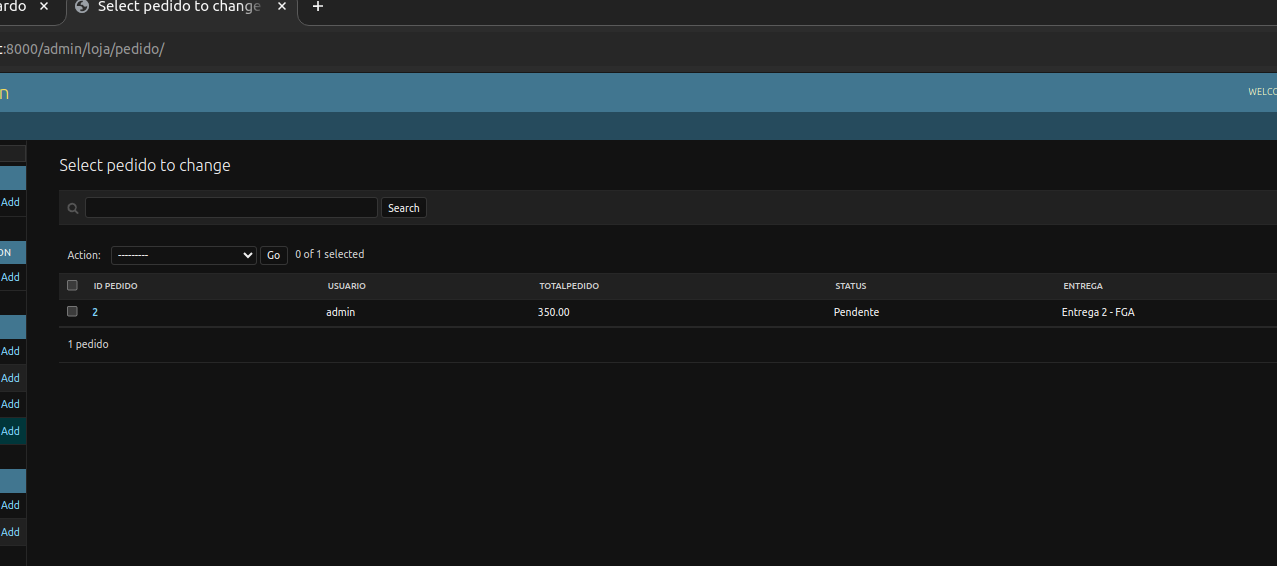 ardo × Select pedido to change × +
:8000/admin/loja/pedido/
n WELCO
Select pedido to change
Add
Search
ON
Action: --------- Go 0 of 1 selected
Add
ID PEDIDO USUARIO TOTALPEDIDO STATUS ENTREGA
2 admin 350.00 Pendente Entrega 2 - FGA
1 pedido
Add
Add
Add
Add
Add
Add